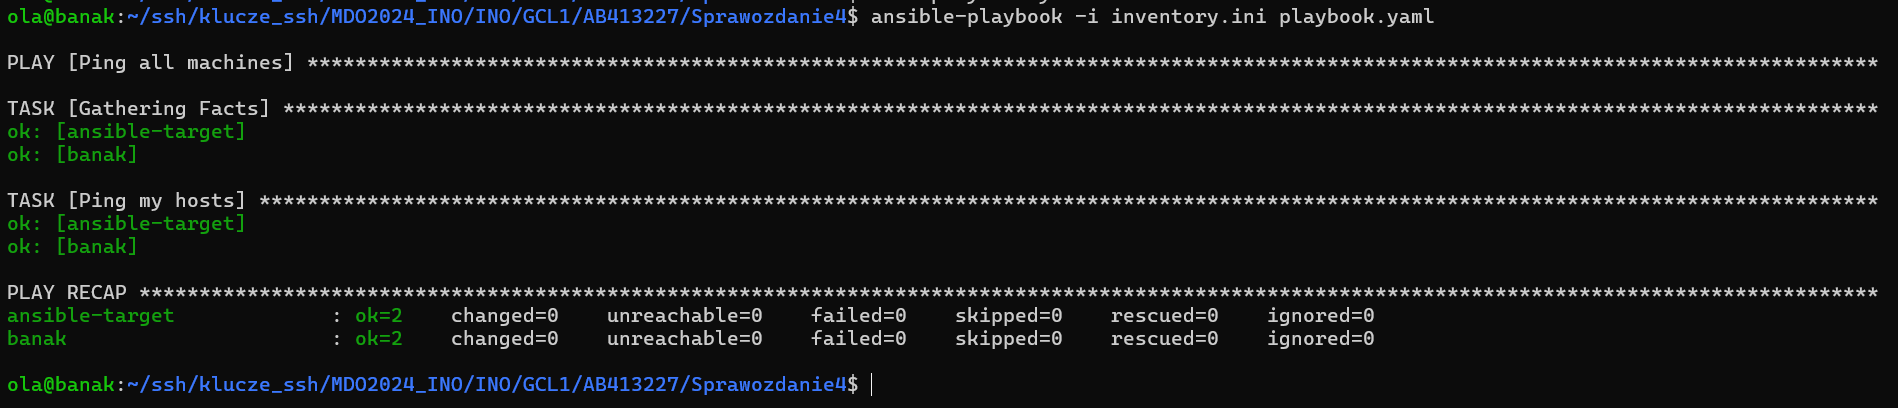 ola@banak:~/ssh/klucze_ssh/MDO2024_INO/INO/GCL1/AB413227/Sprawozdanie4$ ansible-playbook -i inventory.ini playbook.yaml
PLAY [Ping all machines] ***********************************************************************************************************************************
TASK [Gathering Facts] *************************************************************************************************************************************
ok: [ansible-target]
ok: [banak]
TASK [Ping my hosts] ***************************************************************************************************************************************
ok: [ansible-target]
ok: [banak]
PLAY RECAP *************************************************************************************************************************************************
ansible-target             : ok=2    changed=0    unreachable=0    failed=0    skipped=0    rescued=0    ignored=0
banak                      : ok=2    changed=0    unreachable=0    failed=0    skipped=0    rescued=0    ignored=0
ola@banak:~/ssh/klucze_ssh/MDO2024_INO/INO/GCL1/AB413227/Sprawozdanie4$